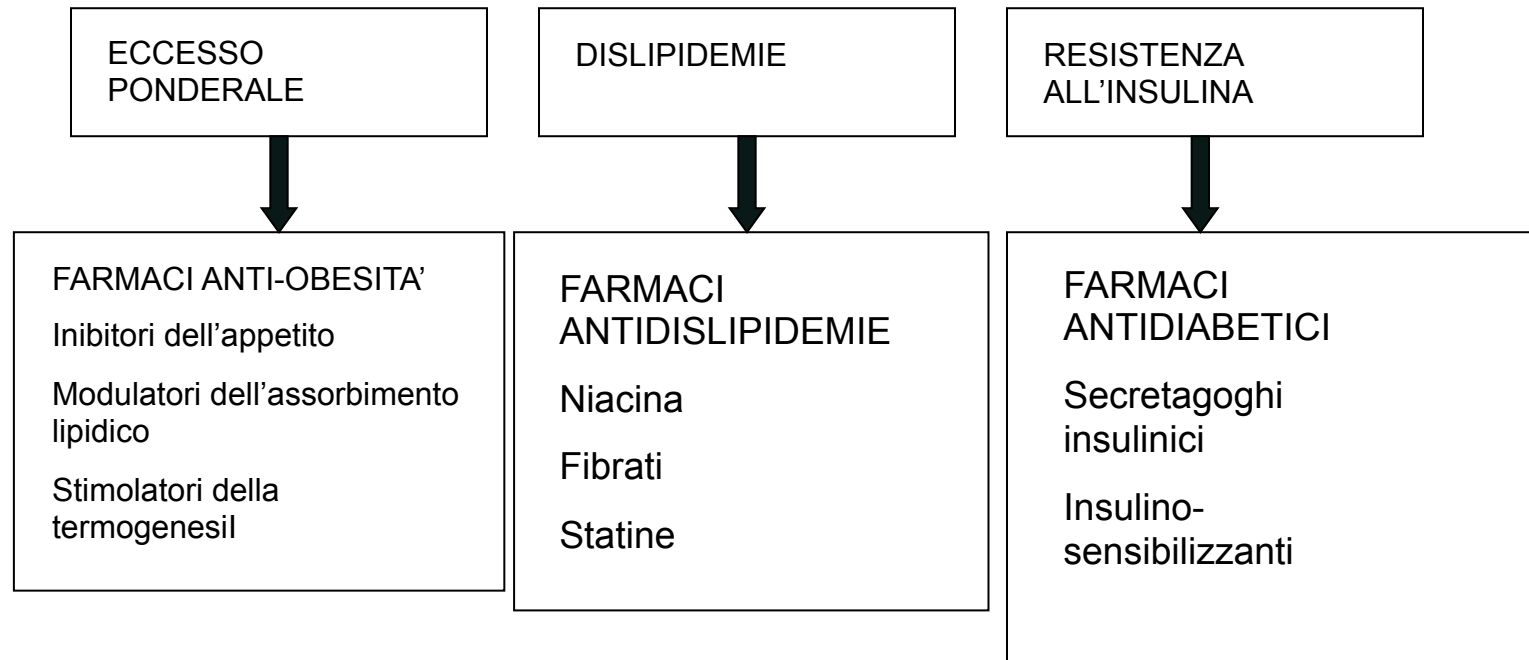 ECCESSO
PONDERALE
DISLIPIDEMIE
RESISTENZA
ALL’INSULINA
FARMACI ANTI-OBESITA’
Inibitori dell’appetito
Modulatori dell’assorbimento
lipidico
Stimolatori della
termogenesiI
FARMACI
ANTIDISLIPIDEMIE
Niacina
Fibrati
Statine
FARMACI
ANTIDIABETICI
Secretagoghi
insulinici
Insulino-
sensibilizzanti